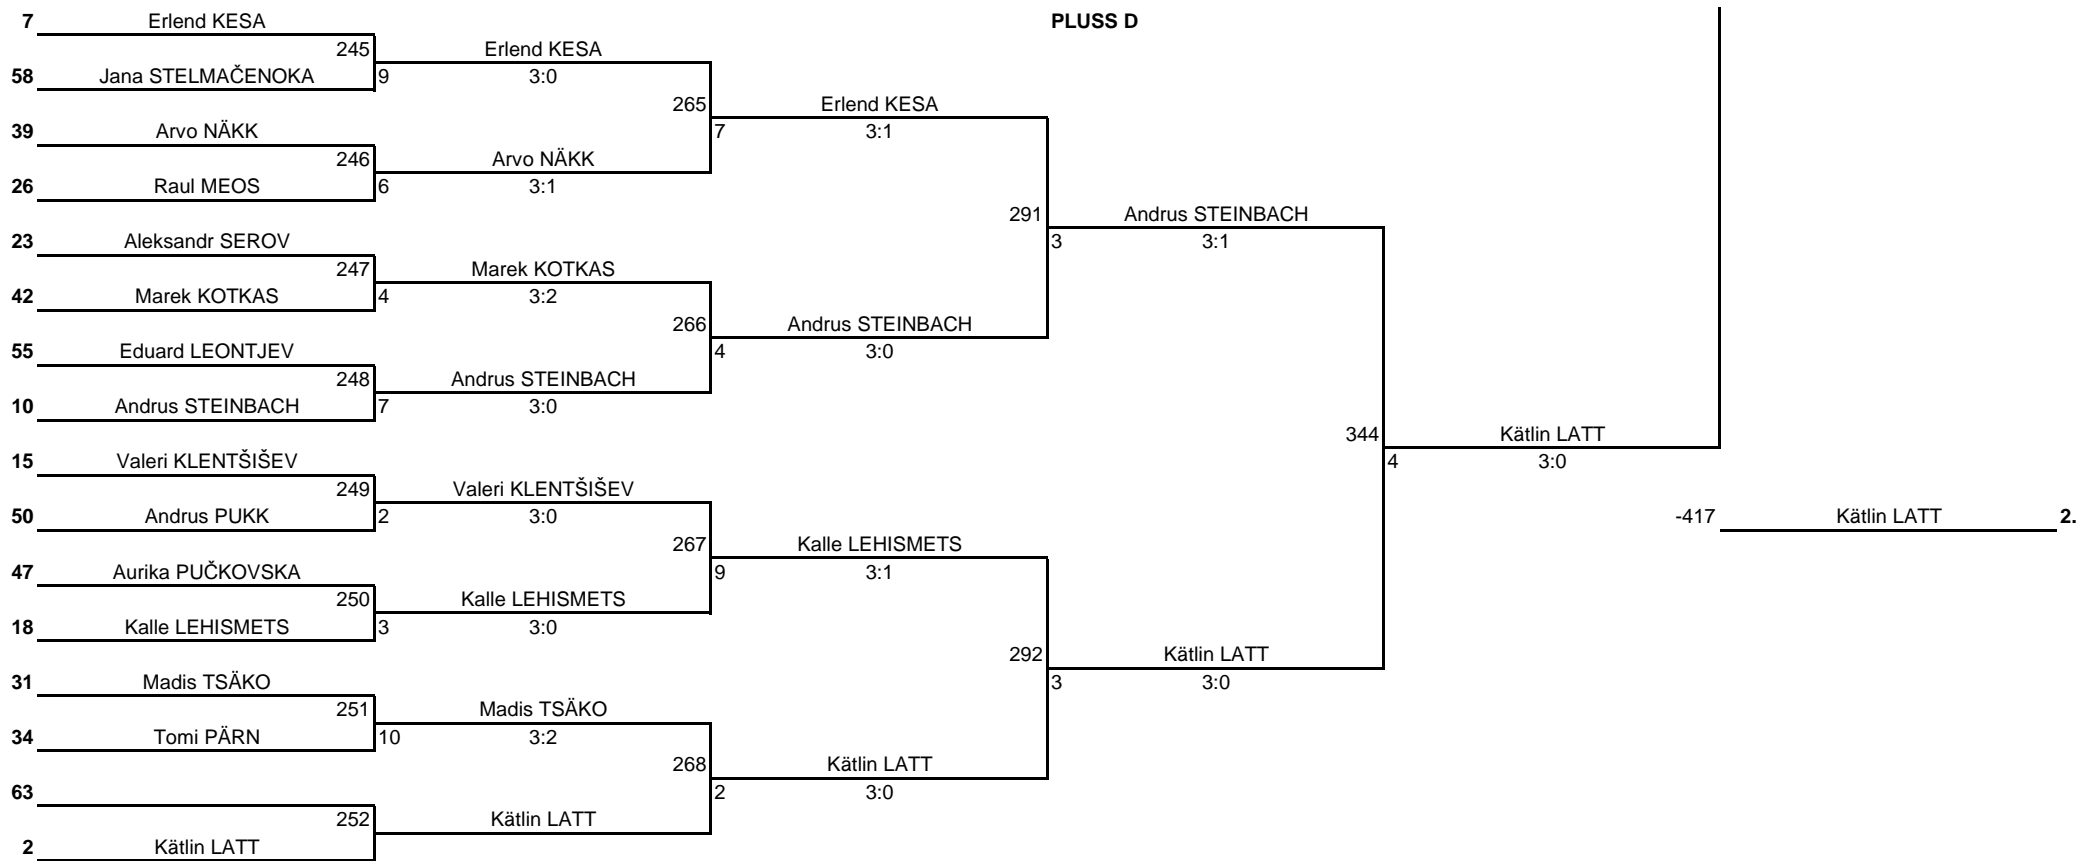 7 Erlend KESA PLUSS D
245 Erlend KESA
58 Jana STELMAČENOKA 9 3:0
265 Erlend KESA
39 Arvo NÄKK 7 3:1
246 Arvo NÄKK
26 Raul MEOS 6 3:1
291 Andrus STEINBACH
23 Aleksandr SEROV 3 3:1
247 Marek KOTKAS
42 Marek KOTKAS 4 3:2
266 Andrus STEINBACH
55 Eduard LEONTJEV 4 3:0
248 Andrus STEINBACH
10 Andrus STEINBACH 7 3:0
344 Kätlin LATT
15 Valeri KLENTŠIŠEV 4 3:0
249 Valeri KLENTŠIŠEV
50 Andrus PUKK 2 3:0 -417 Kätlin LATT 2.
267 Kalle LEHISMETS
47 Aurika PUČKOVSKA 9 3:1
250 Kalle LEHISMETS
18 Kalle LEHISMETS 3 3:0
292 Kätlin LATT
31 Madis TSÄKO 3 3:0
251 Madis TSÄKO
34 Tomi PÄRN 10 3:2
268 Kätlin LATT
63 2 3:0
252 Kätlin LATT
2 Kätlin LATT